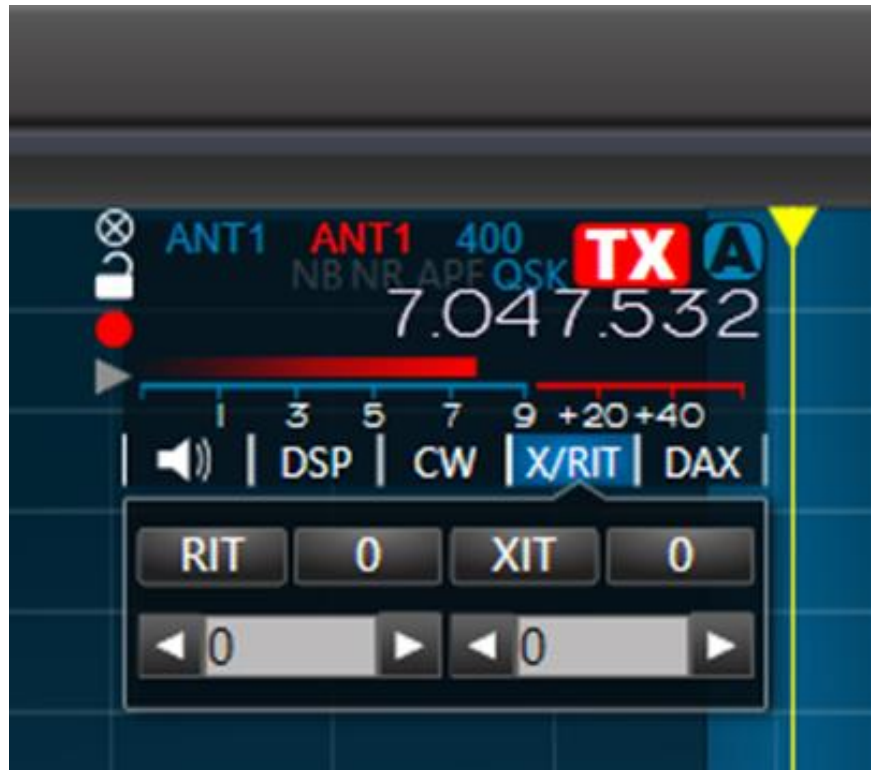 ANT1 ANT1 400 TX A
NB NR APF QSK
7.047.532
1 3 5 7 9 +20 +40
DSP CW X/RIT DAX
RIT 0 XIT 0
0 0